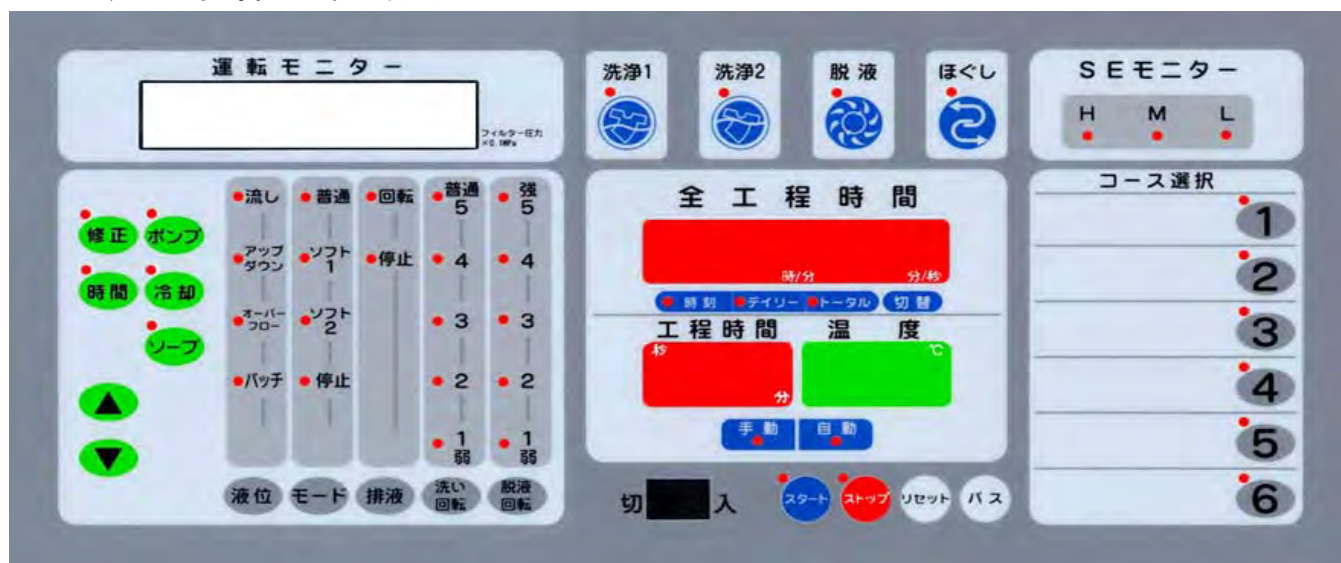 運転モニター
フィルター圧力
×0.1MPa
洗浄1
洗浄2
脱液
ほぐし
SEモニター
H M L
修正
ポンプ
時間
冷却
ソープ
▲
▼
流し
アップ
ダウン
オーバー
フロー
バッチ
液位
普通
ソフト
1
ソフト
2
停止
モード
回転
停止
排液
普通
5
4
3
2
1
弱
洗い
回転
強
5
4
3
2
1
弱
脱液
回転
全工程時間
時/分 分/秒
時刻 デイリー トータル 切替
工程時間 温度
秒 ℃
分
手動 自動
切 入
スタート ストップ リセット パス
コース選択
1
2
3
4
5
6